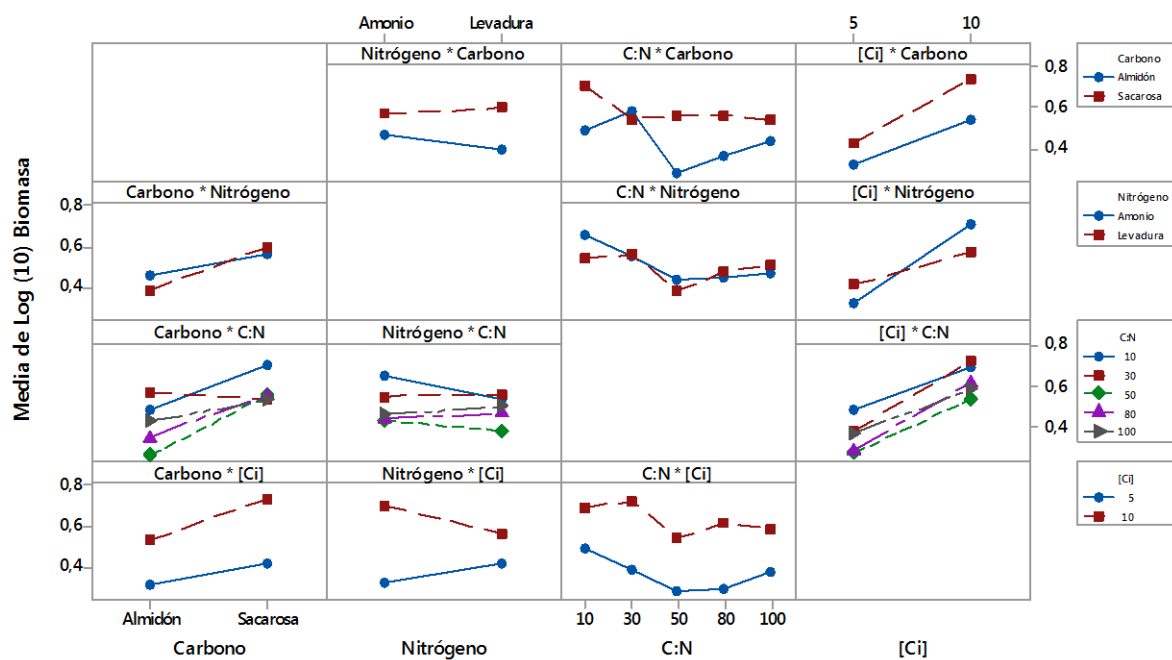 Amonio Levadura 5 10
Nitrógeno * Carbono C:N * Carbono [Ci] * Carbono
0,8
0,6
0,4
Carbono
Almidón
Sacarosa
Media de Log (10) Biomasa
Carbono * Nitrógeno C:N * Nitrógeno [Ci] * Nitrógeno
0,8
0,6
0,4
Nitrógeno
Amonio
Levadura
Carbono * C:N Nitrógeno * C:N [Ci] * C:N
0,8
0,6
0,4
C:N
10
30
50
80
100
Carbono * [Ci] Nitrógeno * [Ci] C:N * [Ci]
0,8
0,6
0,4
[Ci]
5
10
Almidón Sacarosa 10 30 50 80 100
Carbono Nitrógeno C:N [Ci]